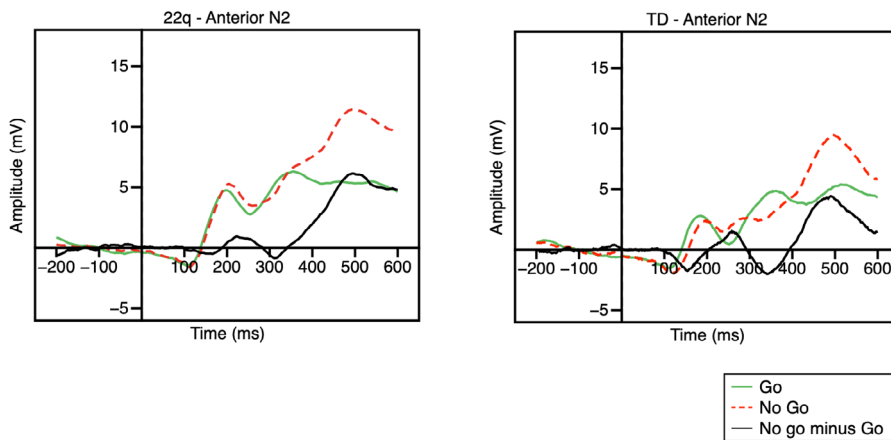 22q - Anterior N2
15
10
5
−5
−200 −100 100 200 300 400 500 600
Amplitude (mV)
Time (ms)
TD - Anterior N2
15
10
5
−5
−200 −100 100 200 300 400 500 600
Amplitude (mV)
Time (ms)
Go
No Go
No go minus Go